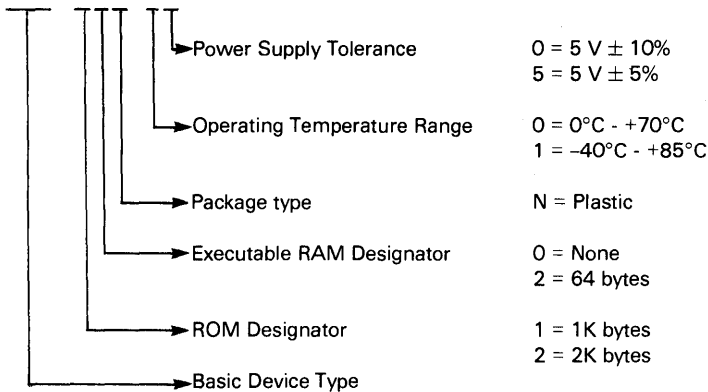 Power Supply Tolerance 0 = 5 V ± 10%
5 = 5 V ± 5%
Operating Temperature Range 0 = 0°C - +70°C
1 = –40°C - +85°C
Package type N = Plastic
Executable RAM Designator 0 = None
2 = 64 bytes
ROM Designator 1 = 1K bytes
2 = 2K bytes
Basic Device Type